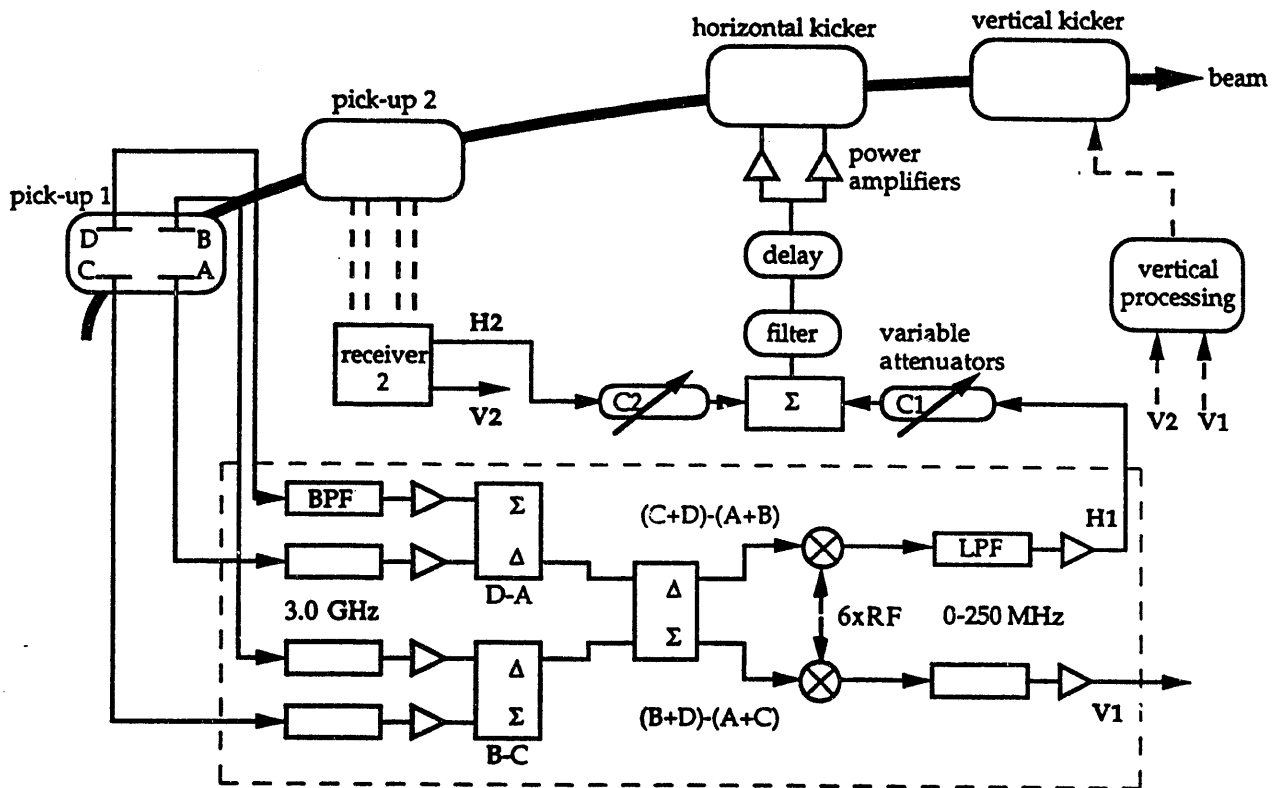 horizontal kicker
vertical kicker
beam
pick-up 2
power
amplifiers
pick-up 1
D
B
C
A
delay
vertical
processing
filter
variable
attenuators
H2
receiver
2
V2
C2
Σ
C1
V2
V1
BPF
Σ
(C+D)-(A+B)
H1
LPF
Δ
D-A
Δ
3.0 GHz
6xRF
0-250 MHz
Σ
Δ
Σ
(B+D)-(A+C)
V1
B-C